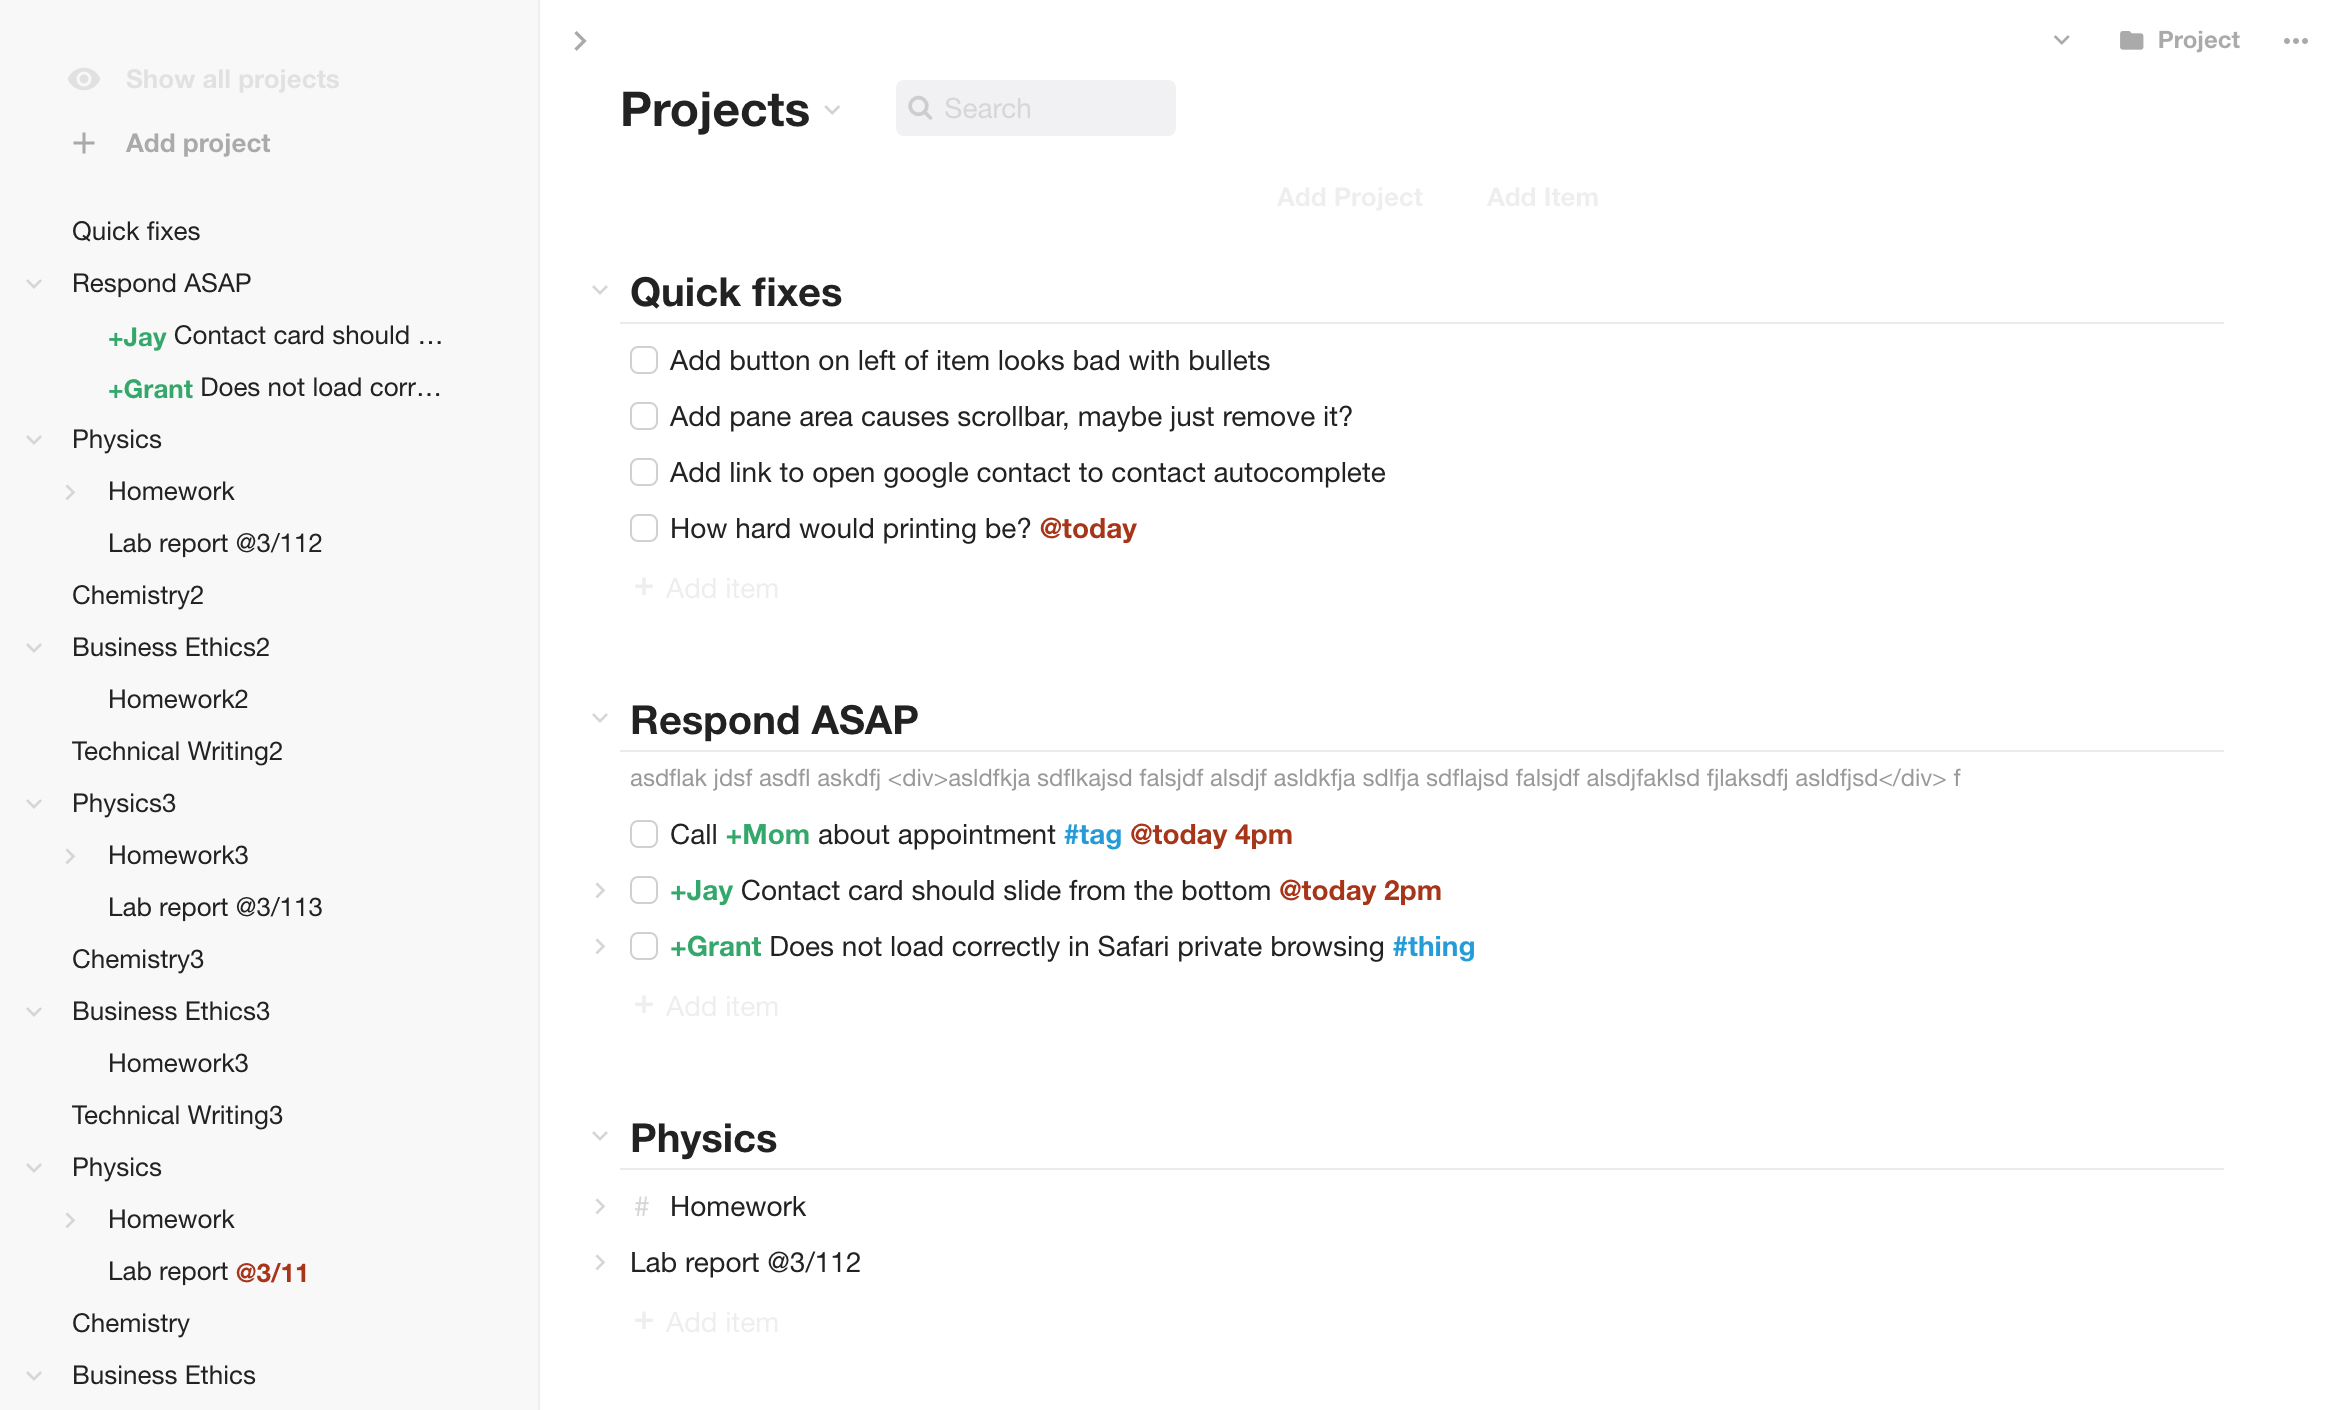 Show all projects
Add project
Quick fixes
Respond ASAP
+Jay Contact card should …
+Grant Does not load corr…
Physics
Homework
Lab report @3/112
Chemistry2
Business Ethics2
Homework2
Technical Writing2
Physics3
Homework3
Lab report @3/113
Chemistry3
Business Ethics3
Homework3
Technical Writing3
Physics
Homework
Lab report @3/11
Chemistry
Business Ethics
Project
Projects
Search
Add Project Add Item
Quick fixes
Add button on left of item looks bad with bullets
Add pane area causes scrollbar, maybe just remove it?
Add link to open google contact to contact autocomplete
How hard would printing be? @today
+ Add item
Respond ASAP
asdflak jdsf asdfl askdfj <div>asldfkja sdflkajsd falsjdf alsdjf asldkfja sdlfja sdflajsd falsjdf alsdjfaklsd fjlaksdfj asldfjsd</div> f
Call +Mom about appointment #tag @today 4pm
+Jay Contact card should slide from the bottom @today 2pm
+Grant Does not load correctly in Safari private browsing #thing
+ Add item
Physics
# Homework
Lab report @3/112
+ Add item